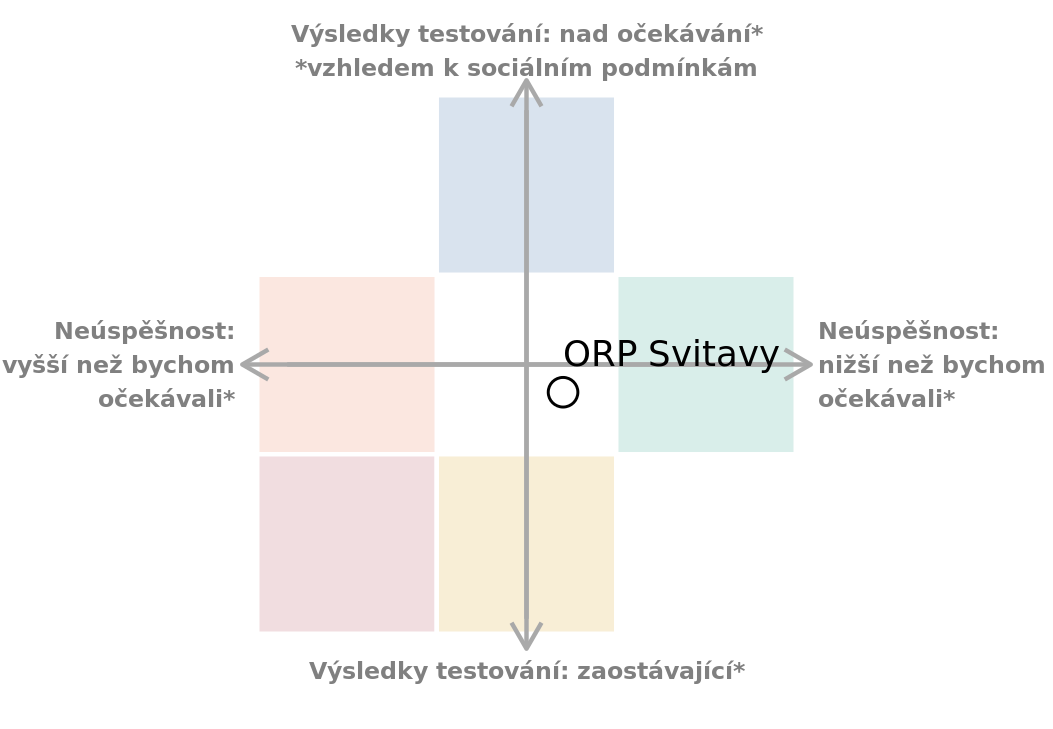 Výsledky testování: nad očekávání*
*vzhledem k sociálním podmínkám
Neúspěšnost:
vyšší než bychom
očekávali*
ORP Svitavy
Neúspěšnost:
nižší než bychom
očekávali*
Výsledky testování: zaostávající*